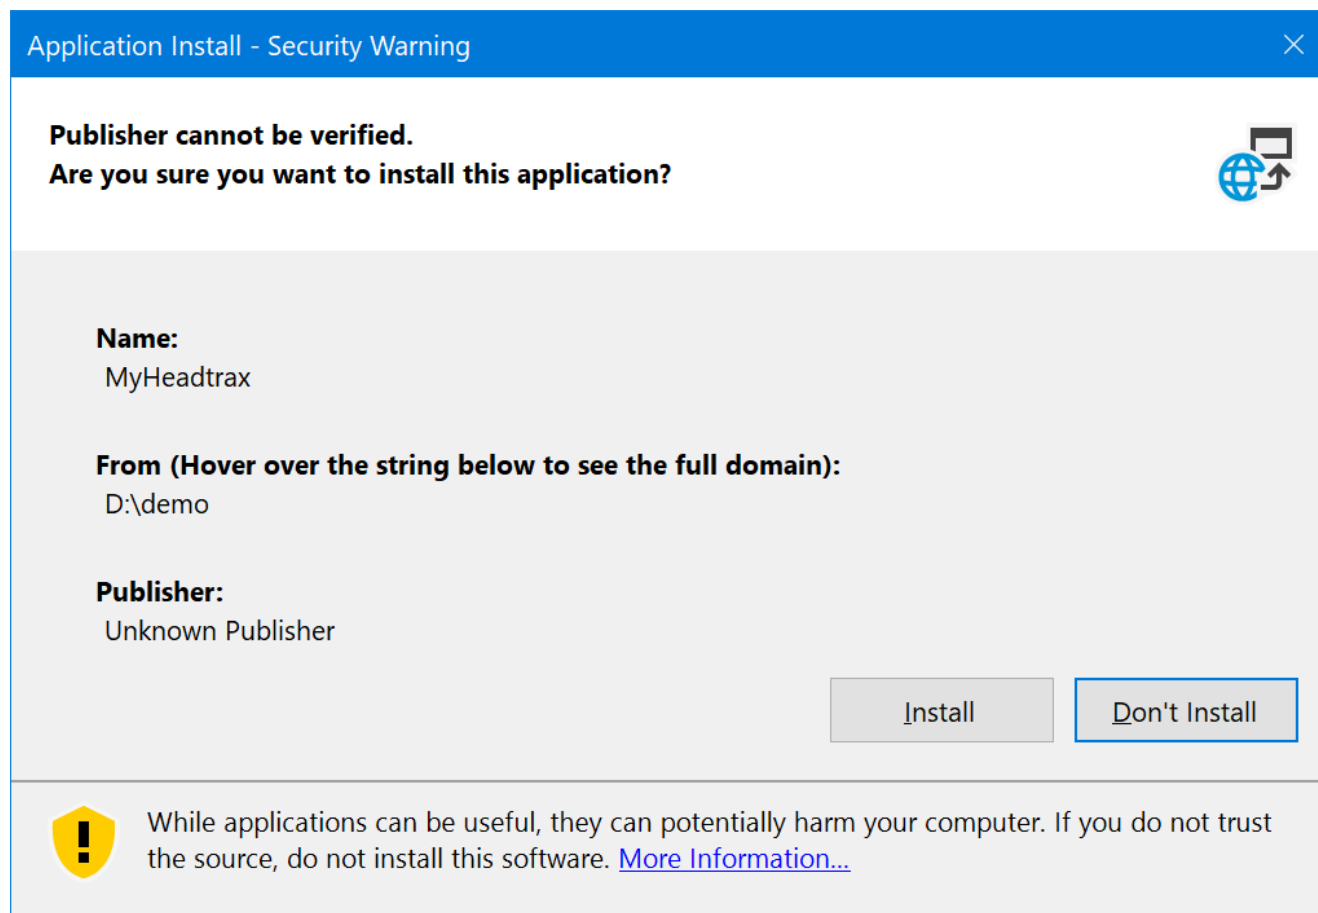 Application Install - Security Warning
Publisher cannot be verified.
Are you sure you want to install this application?
Name:
MyHeadtrax
From (Hover over the string below to see the full domain):
D:\demo
Publisher:
Unknown Publisher
Install
Don't Install
While applications can be useful, they can potentially harm your computer. If you do not trust
the source, do not install this software. More Information...